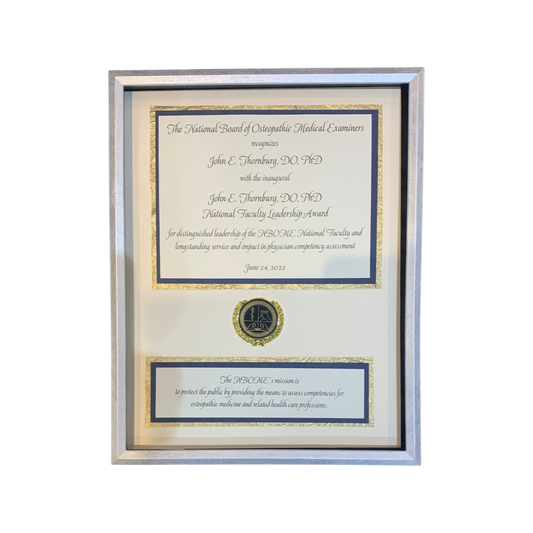 The National Board of Osteopathic Medical Examiners
recognizes
John E. Thornburg, DO, PhD
with the inaugural
John E. Thornburg, DO, PhD
National Faculty Leadership Award
for distinguished leadership of the NBOME National Faculty and
longstanding service and impact in physician competency assessment
June 24, 2022
The NBOME's mission is
to protect the public by providing the means to assess competencies for
osteopathic medicine and related health care professions.